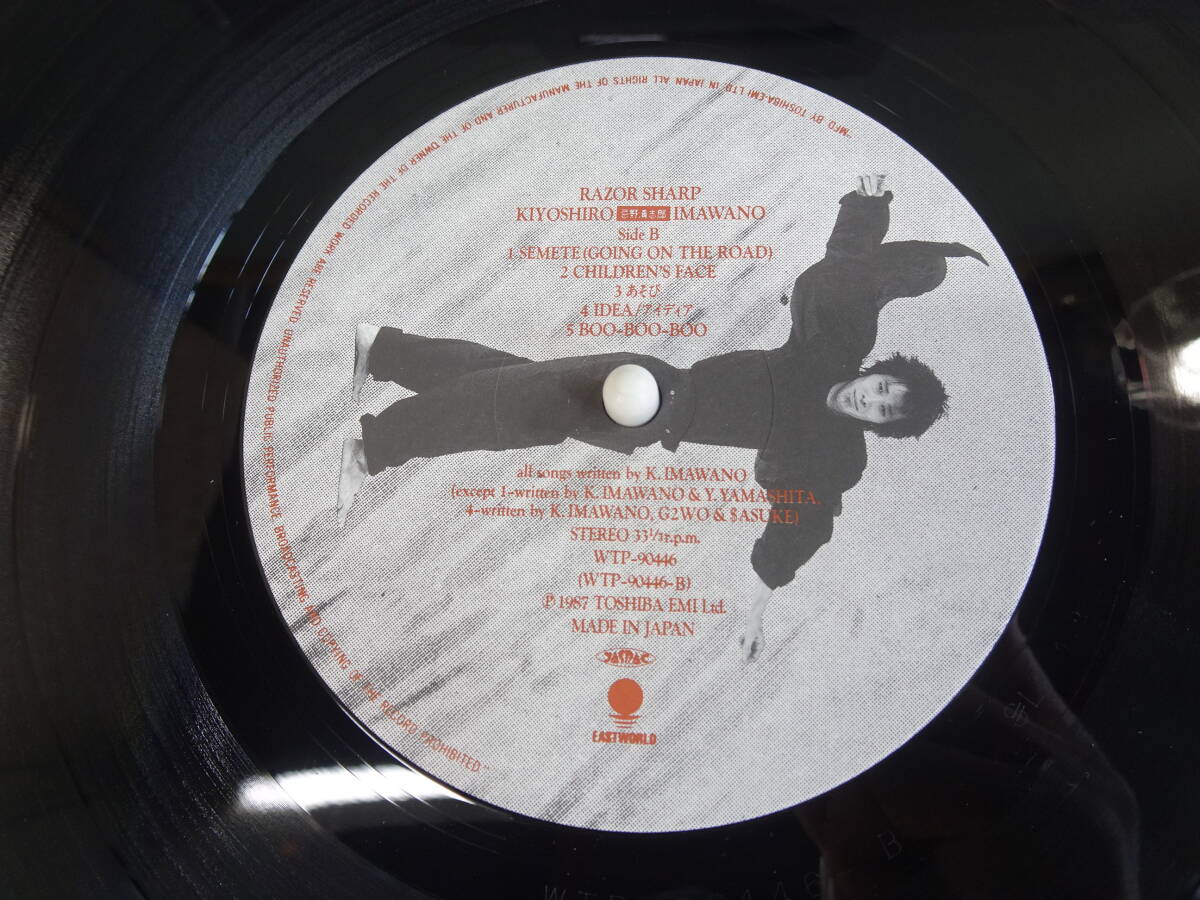 RAZOR SHARP
KIYOSHIRO 忌野清志郎 IMAWANO
Side B
1 SEMETE (GOING ON THE ROAD)
2 CHILDREN'S FACE
3 あそび
4 IDEA/アイディア
5 BOO-BOO-BOO
all songs written by K. IMAWANO
(except 1-written by K. IMAWANO & Y. YAMASHITA,
4-written by K. IMAWANO, G2WO & $ASUKE)
STEREO 33 1/3 r.p.m.
WTP-90446
(WTP-90446-B)
Ⓟ 1987 TOSHIBA EMI Ltd.
MADE IN JAPAN
JASRAC
EASTWORLD
"MFD BY TOSHIBA-EMI LTD IN JAPAN ALL RIGHTS OF THE MANUFACTURER AND OF THE OWNER OF THE RECORDED WORK ARE RESERVED UNAUTHORIZED PUBLIC PERFORMANCE BROADCASTING AND COPYING OF THE RECORD PROHIBITED"
B